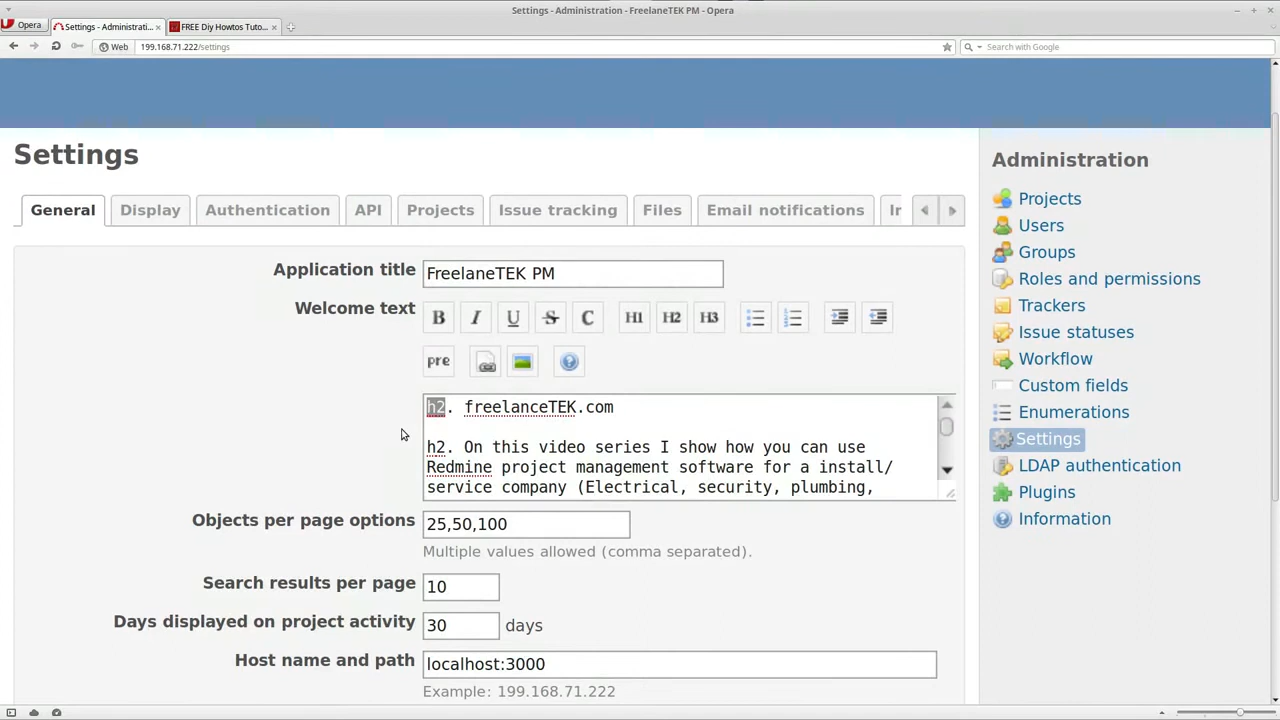 Settings - Administration - FreelaneTEK PM - Opera
Opera
Settings - Administrati...
FREE Diy Howtos Tuto...
Web
199.168.71.222/settings
Search with Google
Settings
General
Display
Authentication
API
Projects
Issue tracking
Files
Email notifications
Application title
FreelaneTEK PM
Welcome text
B I U S C H1 H2 H3
pre
h2. freelanceTEK.com
h2. On this video series I show how you can use
Redmine project management software for a install/
service company (Electrical, security, plumbing,
Objects per page options
25,50,100
Multiple values allowed (comma separated).
Search results per page
10
Days displayed on project activity
30 days
Host name and path
localhost:3000
Example: 199.168.71.222
Administration
Projects
Users
Groups
Roles and permissions
Trackers
Issue statuses
Workflow
Custom fields
Enumerations
Settings
LDAP authentication
Plugins
Information